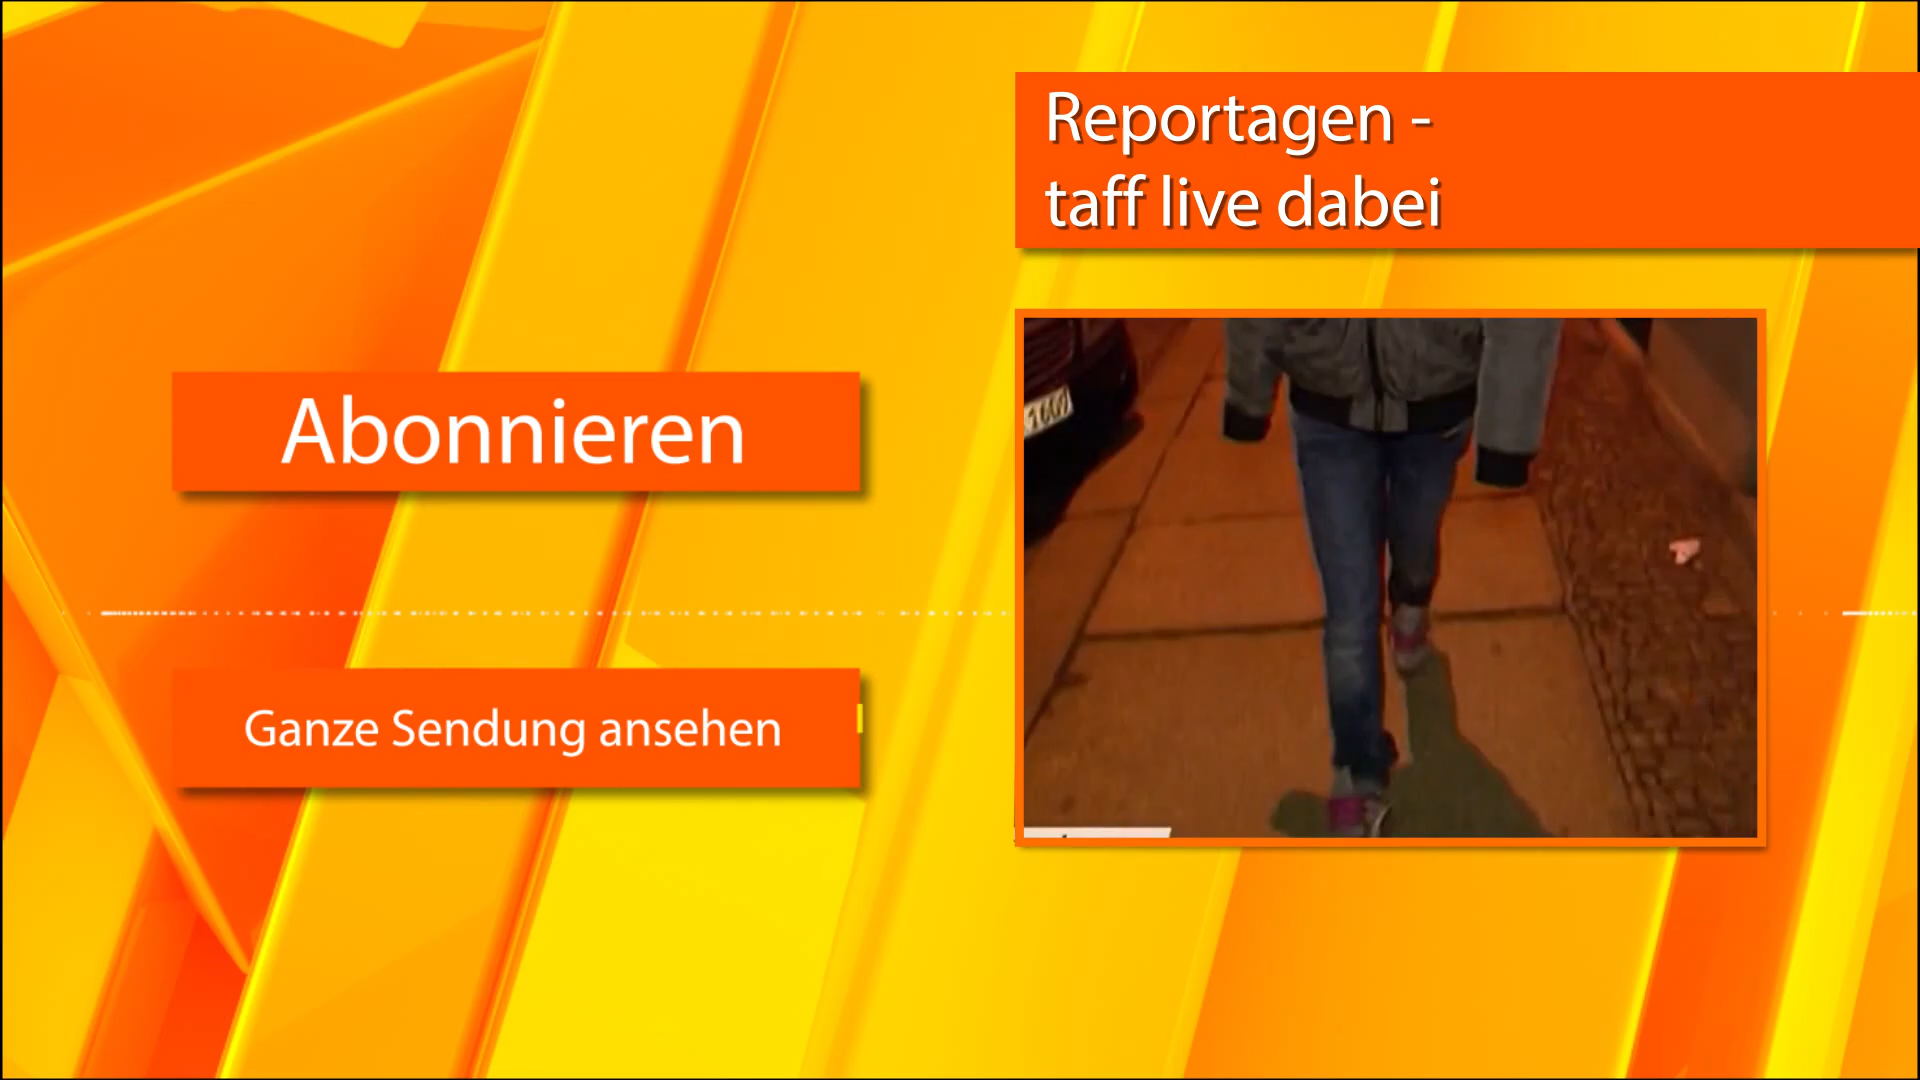 Reportagen -
taff live dabei
Abonnieren
Ganze Sendung ansehen